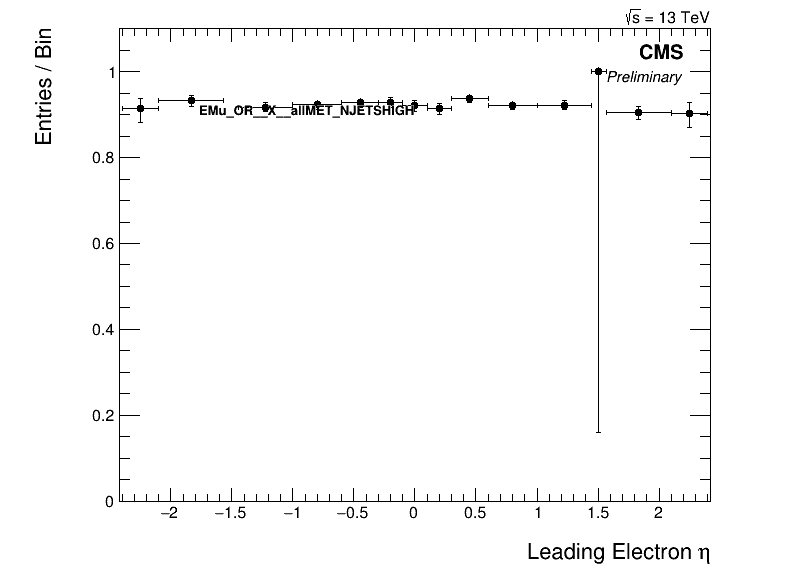 √s = 13 TeV
CMS
Preliminary
Entries / Bin
EMu_OR__X__allMET_NJETSHIGH
1
0.8
0.6
0.4
0.2
0
−2 −1.5 −1 −0.5 0 0.5 1 1.5 2
Leading Electron η